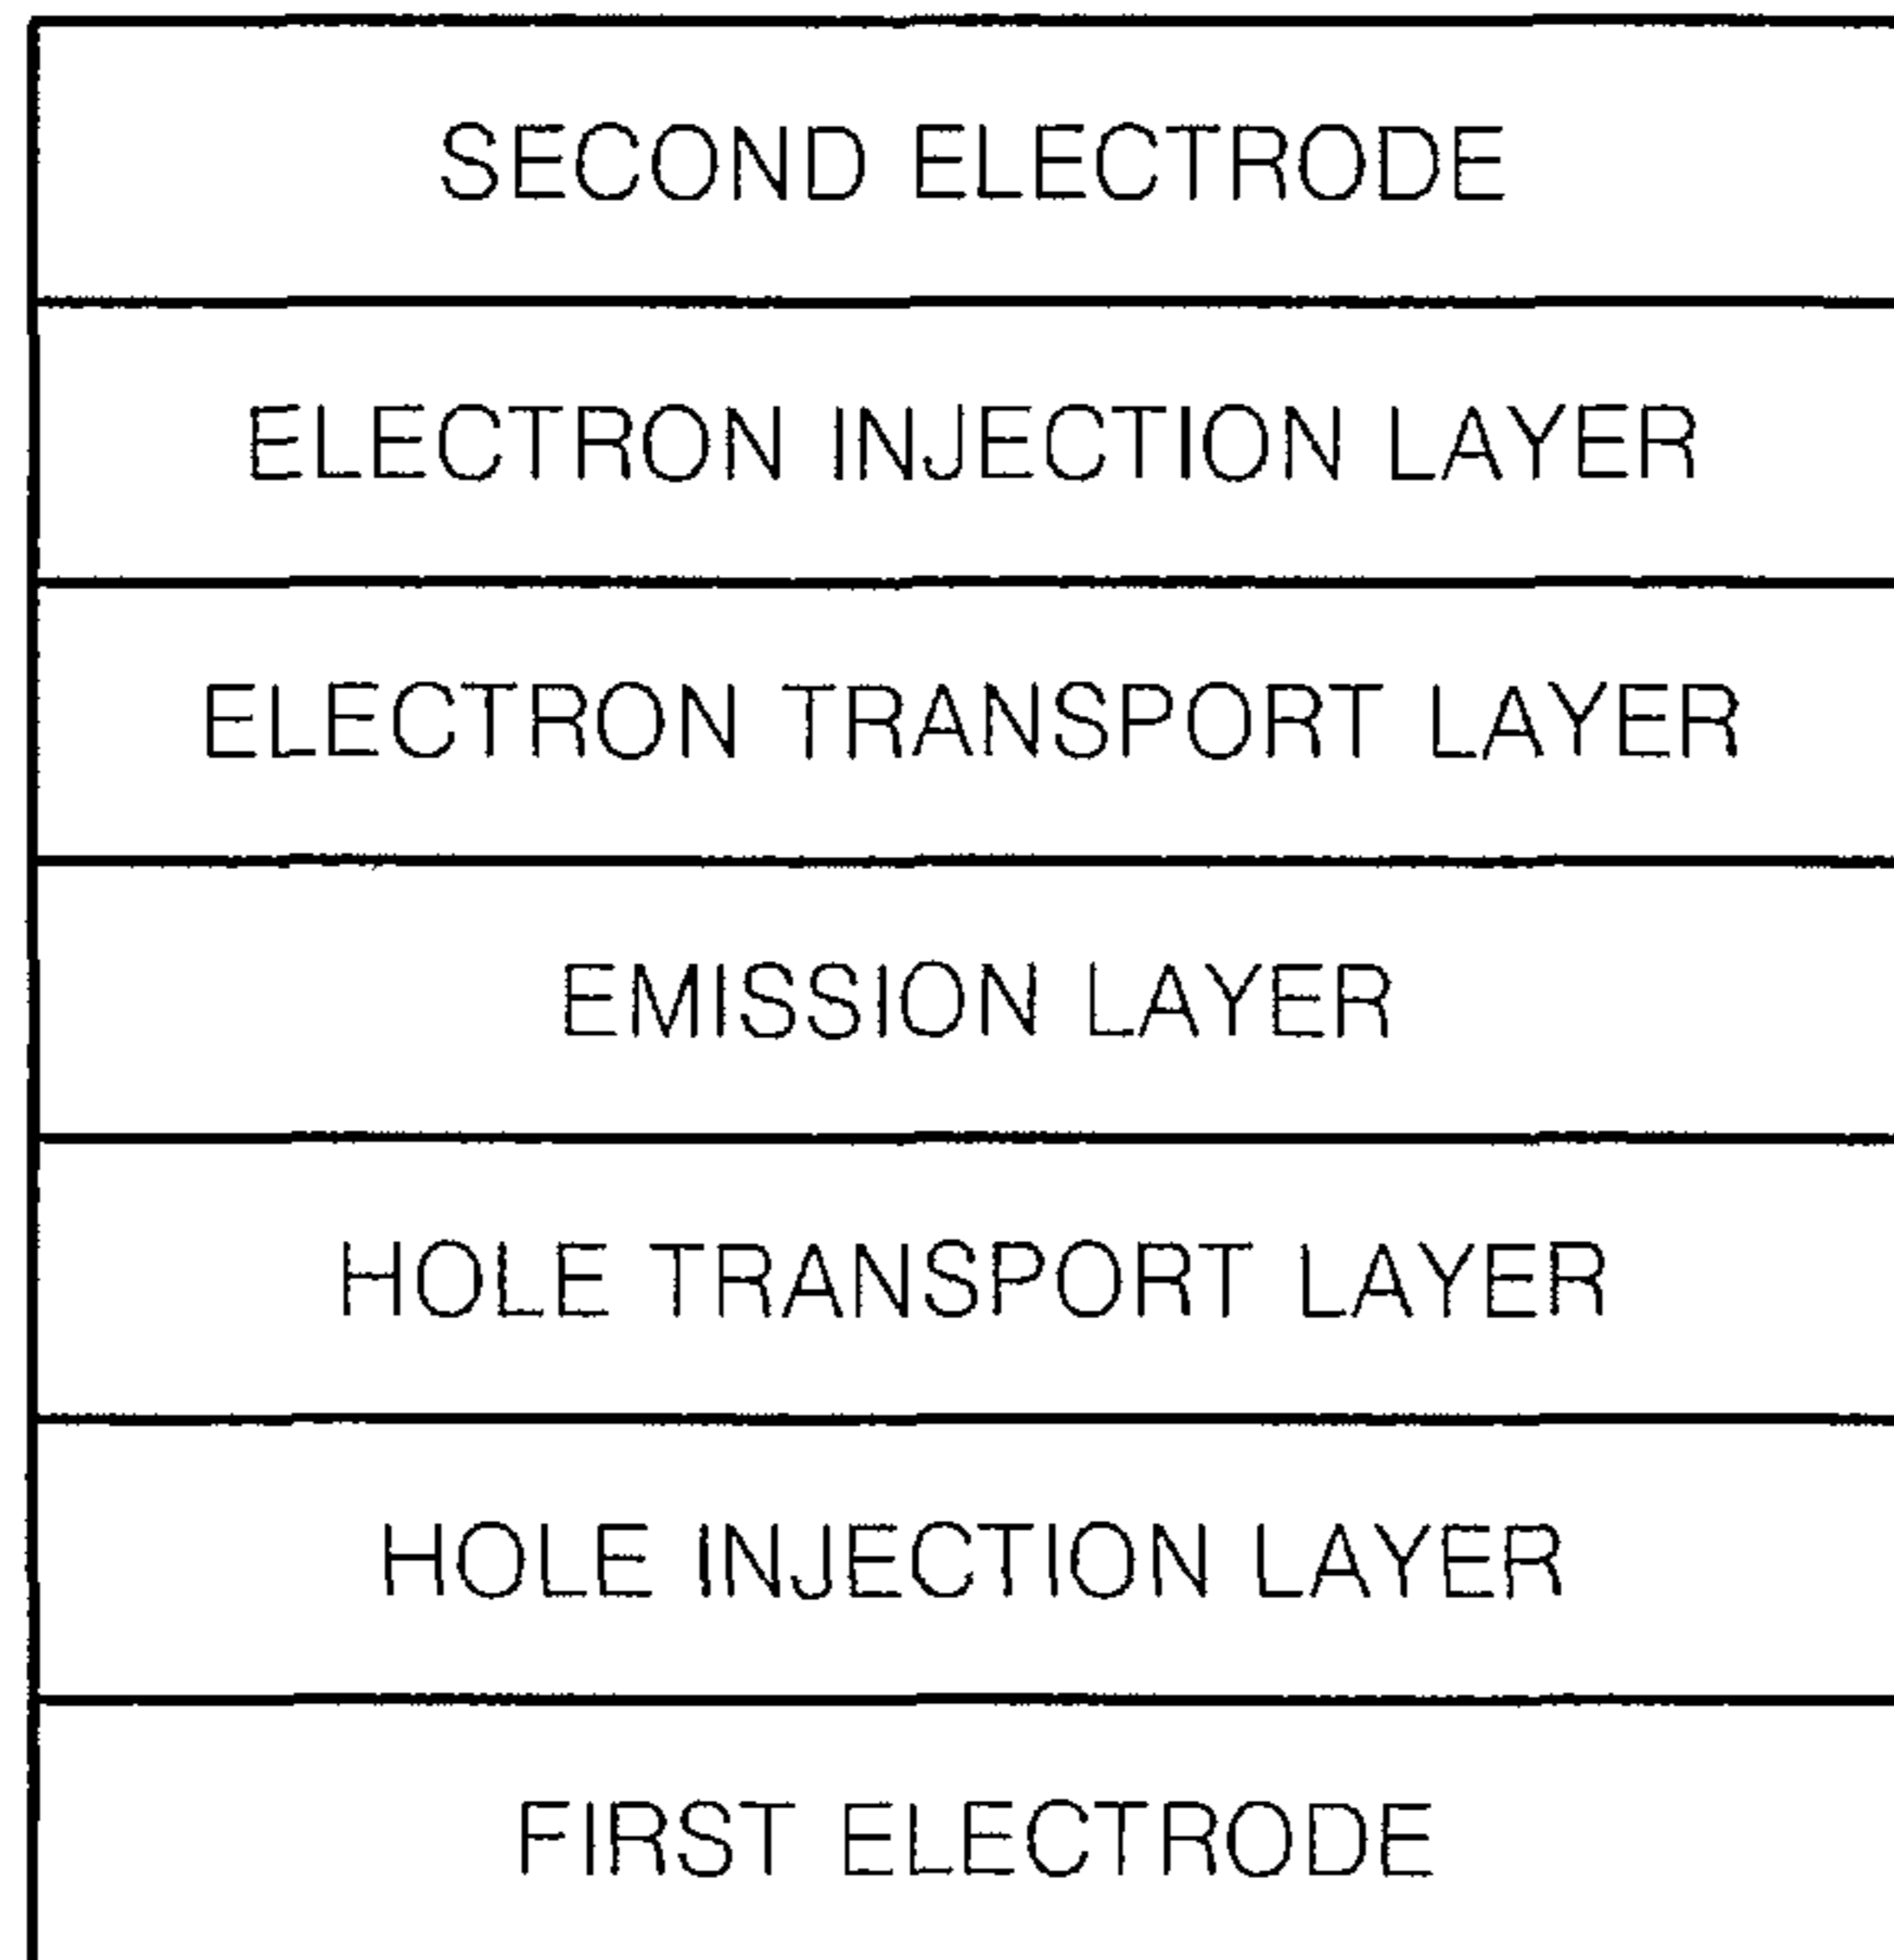 SECOND ELECTRODE
ELECTRON INJECTION LAYER
ELECTRON TRANSPORT LAYER
EMISSION LAYER
HOLE TRANSPORT LAYER
HOLE INJECTION LAYER
FIRST ELECTRODE